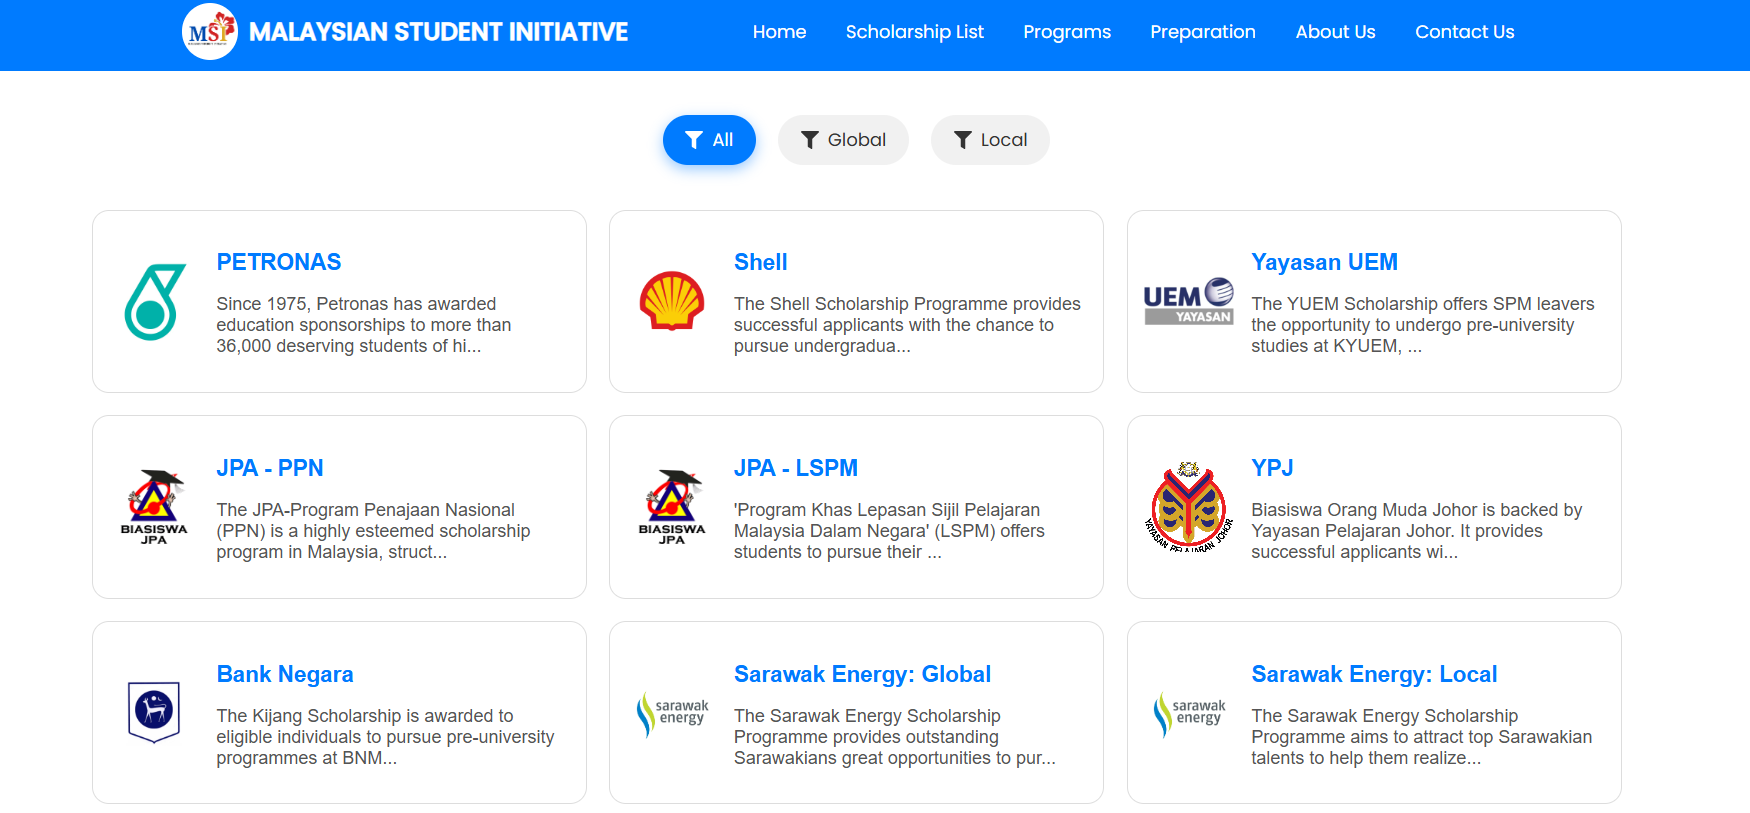 MSI
MALAYSIAN STUDENT INITIATIVE
Home
Scholarship List
Programs
Preparation
About Us
Contact Us
All
Global
Local
PETRONAS
Since 1975, Petronas has awarded
education sponsorships to more than
36,000 deserving students of hi...
Shell
The Shell Scholarship Programme provides
successful applicants with the chance to
pursue undergradua...
UEM
YAYASAN
Yayasan UEM
The YUEM Scholarship offers SPM leavers
the opportunity to undergo pre-university
studies at KYUEM, ...
BIASISWA
JPA
JPA - PPN
The JPA-Program Penajaan Nasional
(PPN) is a highly esteemed scholarship
program in Malaysia, struct...
BIASISWA
JPA
JPA - LSPM
'Program Khas Lepasan Sijil Pelajaran
Malaysia Dalam Negara' (LSPM) offers
students to pursue their ...
YAYASAN PELAJARAN JOHOR
YPJ
Biasiswa Orang Muda Johor is backed by
Yayasan Pelajaran Johor. It provides
successful applicants wi...
Bank Negara
The Kijang Scholarship is awarded to
eligible individuals to pursue pre-university
programmes at BNM...
sarawak
energy
Sarawak Energy: Global
The Sarawak Energy Scholarship
Programme provides outstanding
Sarawakians great opportunities to pur...
sarawak
energy
Sarawak Energy: Local
The Sarawak Energy Scholarship
Programme aims to attract top Sarawakian
talents to help them realize...